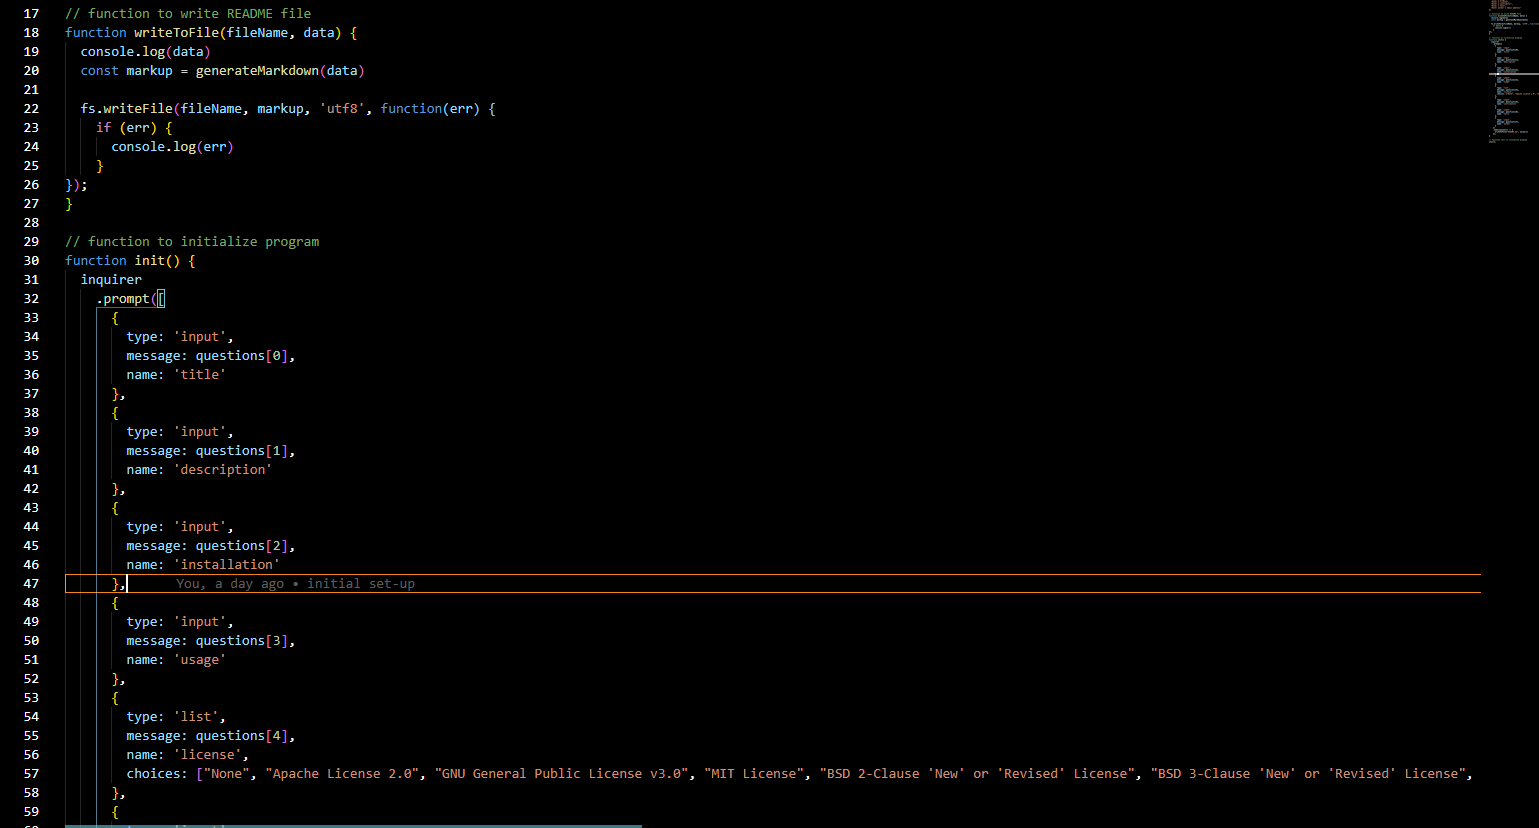 17 // function to write README file
18 function writeToFile(fileName, data) {
19 console.log(data)
20 const markup = generateMarkdown(data)
21
22 fs.writeFile(fileName, markup, 'utf8', function(err) {
23 if (err) {
24 console.log(err)
25 }
26 });
27 }
28
29 // function to initialize program
30 function init() {
31 inquirer
32 .prompt([
33 {
34 type: 'input',
35 message: questions[0],
36 name: 'title'
37 },
38 {
39 type: 'input',
40 message: questions[1],
41 name: 'description'
42 },
43 {
44 type: 'input',
45 message: questions[2],
46 name: 'installation'
47 }, You, a day ago • initial set-up
48 {
49 type: 'input',
50 message: questions[3],
51 name: 'usage'
52 },
53 {
54 type: 'list',
55 message: questions[4],
56 name: 'license',
57 choices: ["None", "Apache License 2.0", "GNU General Public License v3.0", "MIT License", "BSD 2-Clause 'New' or 'Revised' License", "BSD 3-Clause 'New' or 'Revised' License",
58 },
59 {